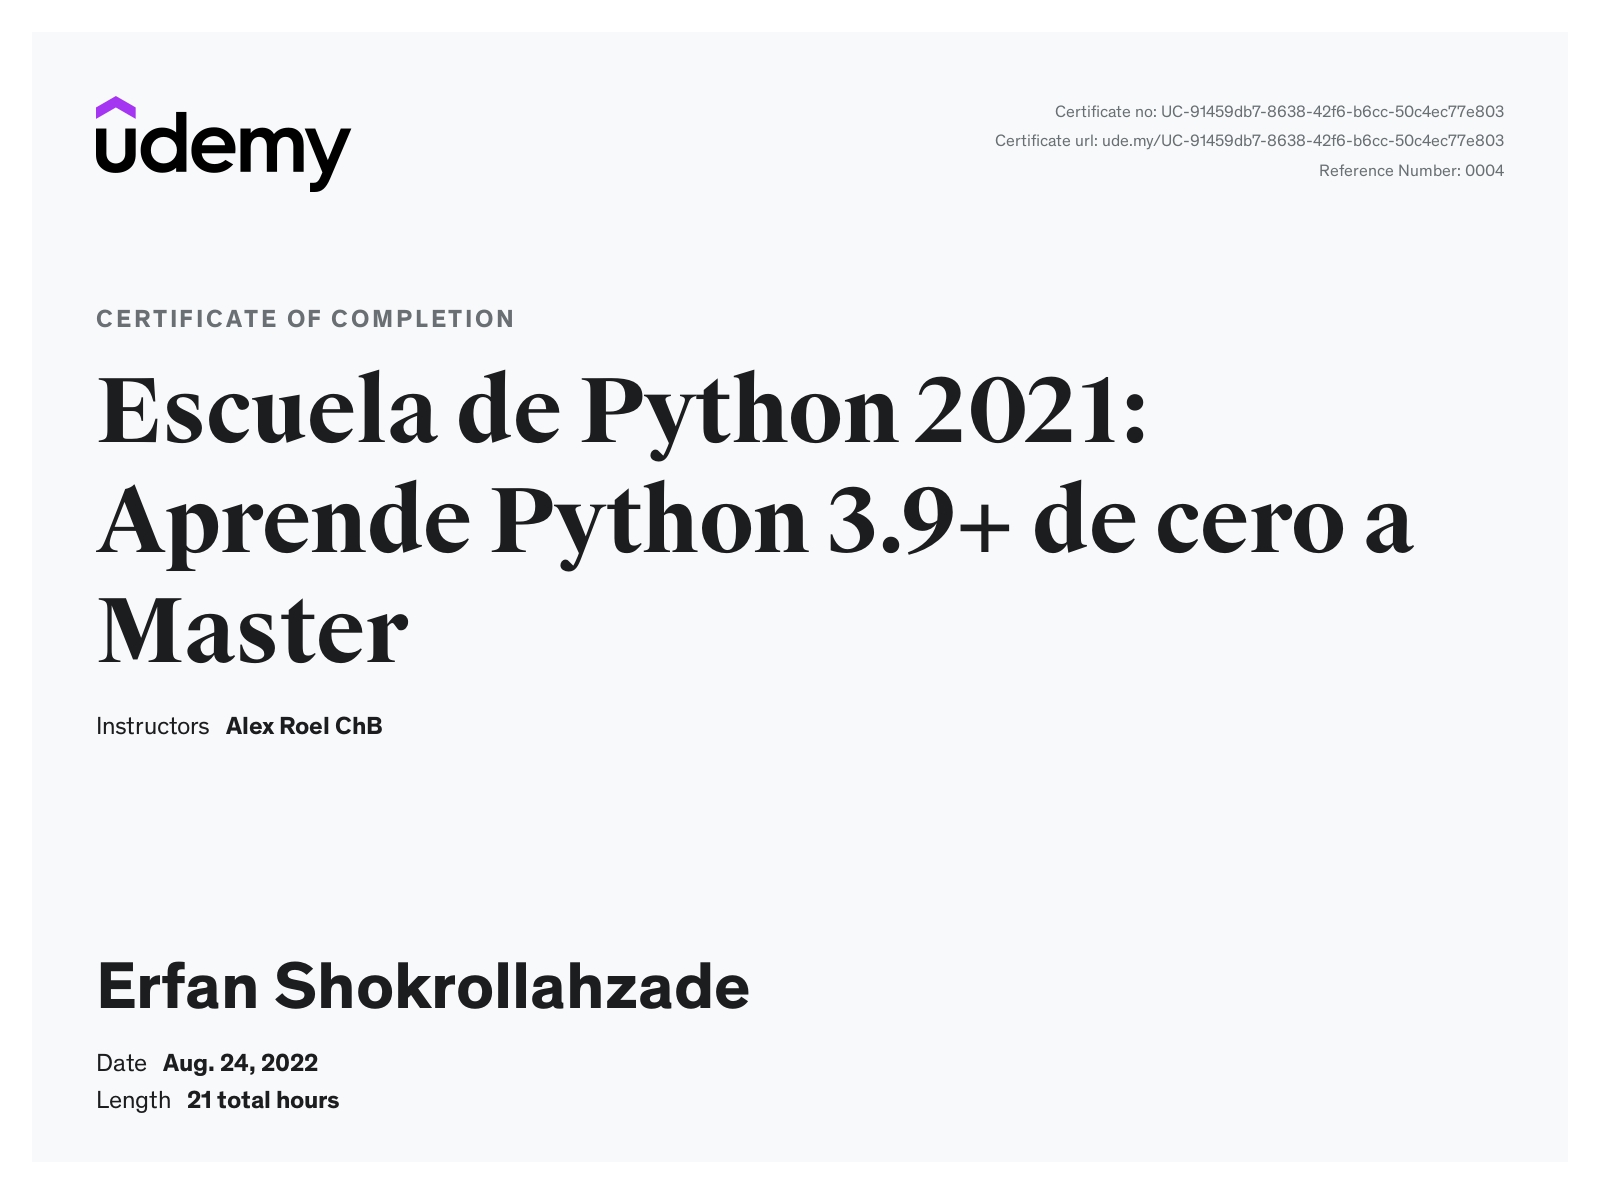 udemy
Certificate no: UC-91459db7-8638-42f6-b6cc-50c4ec77e803
Certificate url: ude.my/UC-91459db7-8638-42f6-b6cc-50c4ec77e803
Reference Number: 0004
CERTIFICATE OF COMPLETION
Escuela de Python 2021:
Aprende Python 3.9+ de cero a
Master
Instructors Alex Roel ChB
Erfan Shokrollahzade
Date Aug. 24, 2022
Length 21 total hours